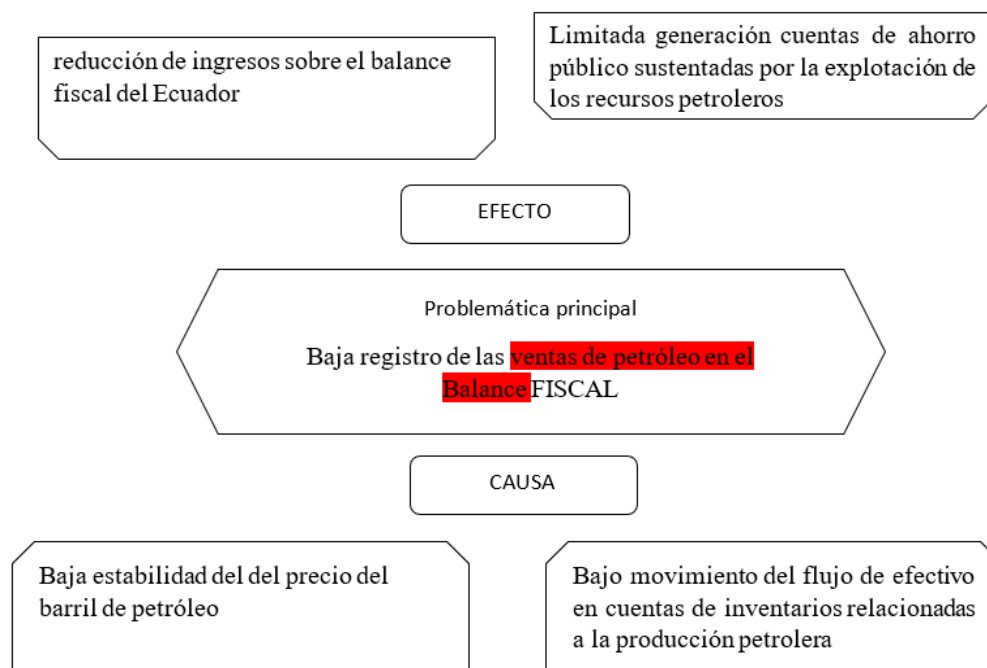 reducción de ingresos sobre el balance
fiscal del Ecuador
Limitada generación cuentas de ahorro
público sustentadas por la explotación de
los recursos petroleros
EFECTO
Problemática principal
Baja registro de las ventas de petróleo en el
Balance FISCAL
CAUSA
Baja estabilidad del del precio del
barril de petróleo
Bajo movimiento del flujo de efectivo
en cuentas de inventarios relacionadas
a la producción petrolera